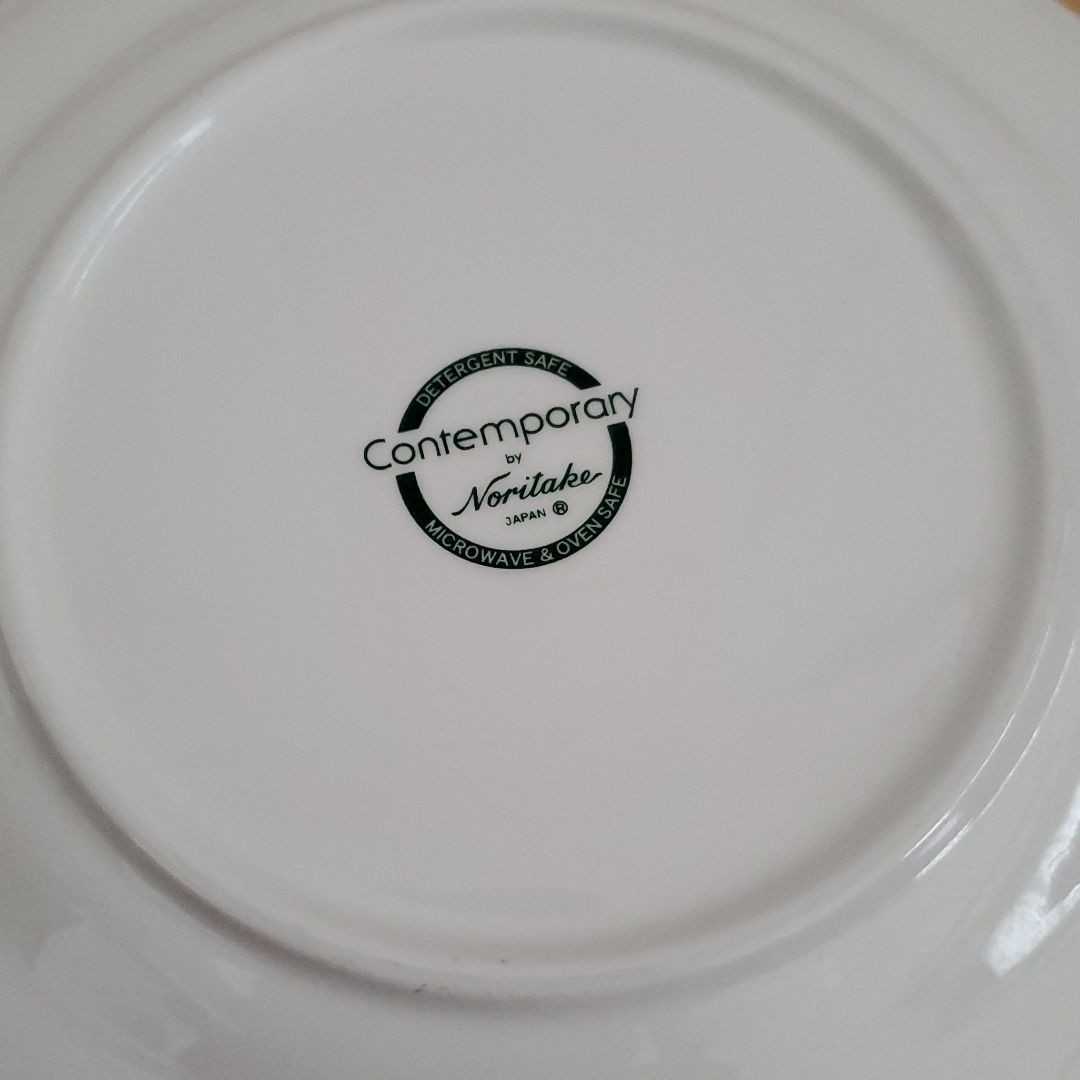 DETERGENT SAFE
Contemporary
by
Noritake
JAPAN ®
MICROWAVE & OVEN SAFE